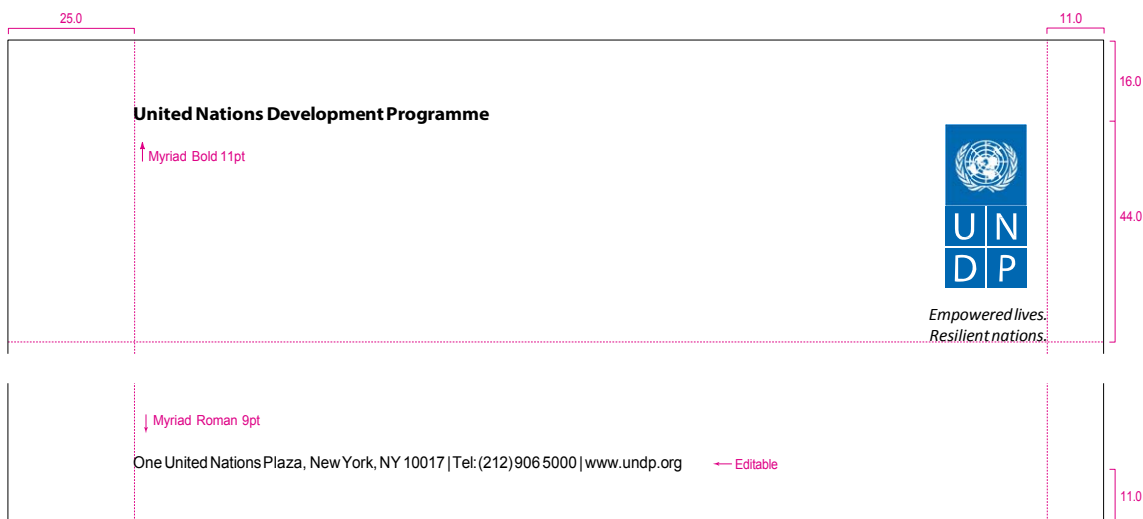 25.0
11.0
16.0
United Nations Development Programme
Myriad Bold 11pt
44.0
U N
D P
Empowered lives.
Resilient nations.
Myriad Roman 9pt
One United Nations Plaza, New York, NY 10017 | Tel: (212) 906 5000 | www.undp.org
Editable
11.0